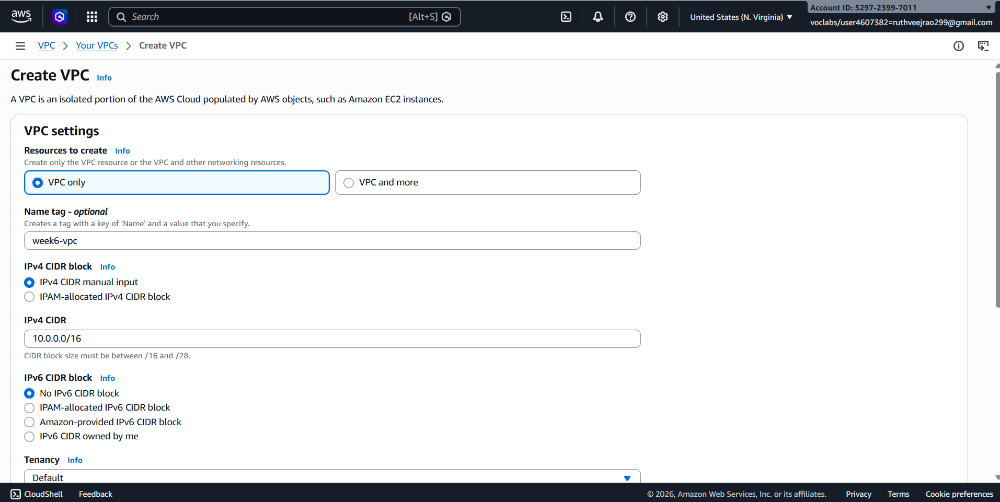 aws
Search [Alt+S]
United States (N. Virginia)
Account ID: 5297-2399-7011
voclabs/user4607382=ruthveejrao299@gmail.com
VPC Your VPCs Create VPC
Create VPC Info
A VPC is an isolated portion of the AWS Cloud populated by AWS objects, such as Amazon EC2 instances.
VPC settings
Resources to create Info
Create only the VPC resource or the VPC and other networking resources.
VPC only VPC and more
Name tag - optional
Creates a tag with a key of 'Name' and a value that you specify.
week6-vpc
IPv4 CIDR block Info
IPv4 CIDR manual input
IPAM-allocated IPv4 CIDR block
IPv4 CIDR
10.0.0.0/16
CIDR block size must be between /16 and /28.
IPv6 CIDR block Info
No IPv6 CIDR block
IPAM-allocated IPv6 CIDR block
Amazon-provided IPv6 CIDR block
IPv6 CIDR owned by me
Tenancy Info
Default
CloudShell Feedback © 2026, Amazon Web Services, Inc. or its affiliates. Privacy Terms Cookie preferences